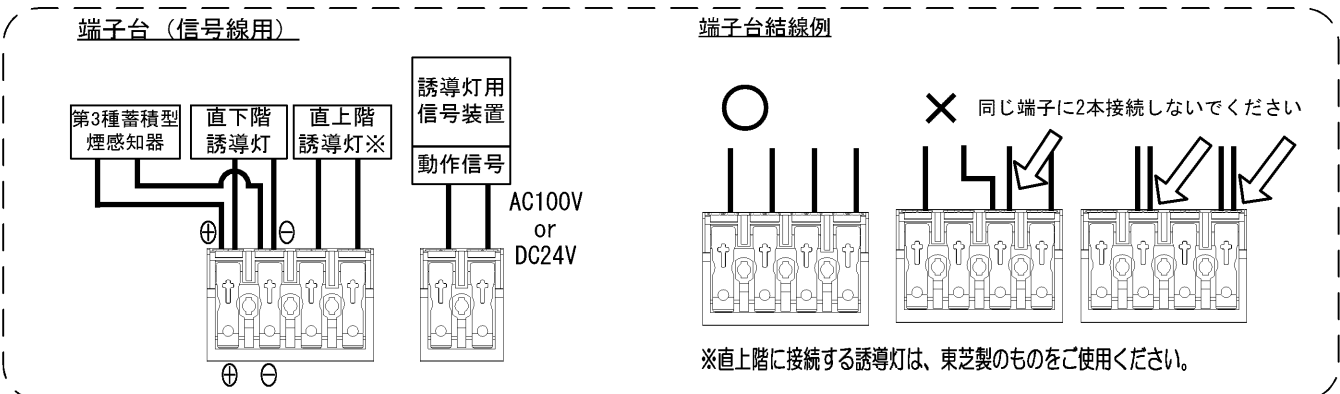 端子台（信号線用）
第3種蓄積型
煙感知器
直下階
誘導灯
直上階
誘導灯※
誘導灯用
信号装置
動作信号
AC100V
or
DC24V
⊕ ⊖
⊕ ⊖
端子台結線例
○
× 同じ端子に2本接続しないでください
※直上階に接続する誘導灯は、東芝製のものをご使用ください。